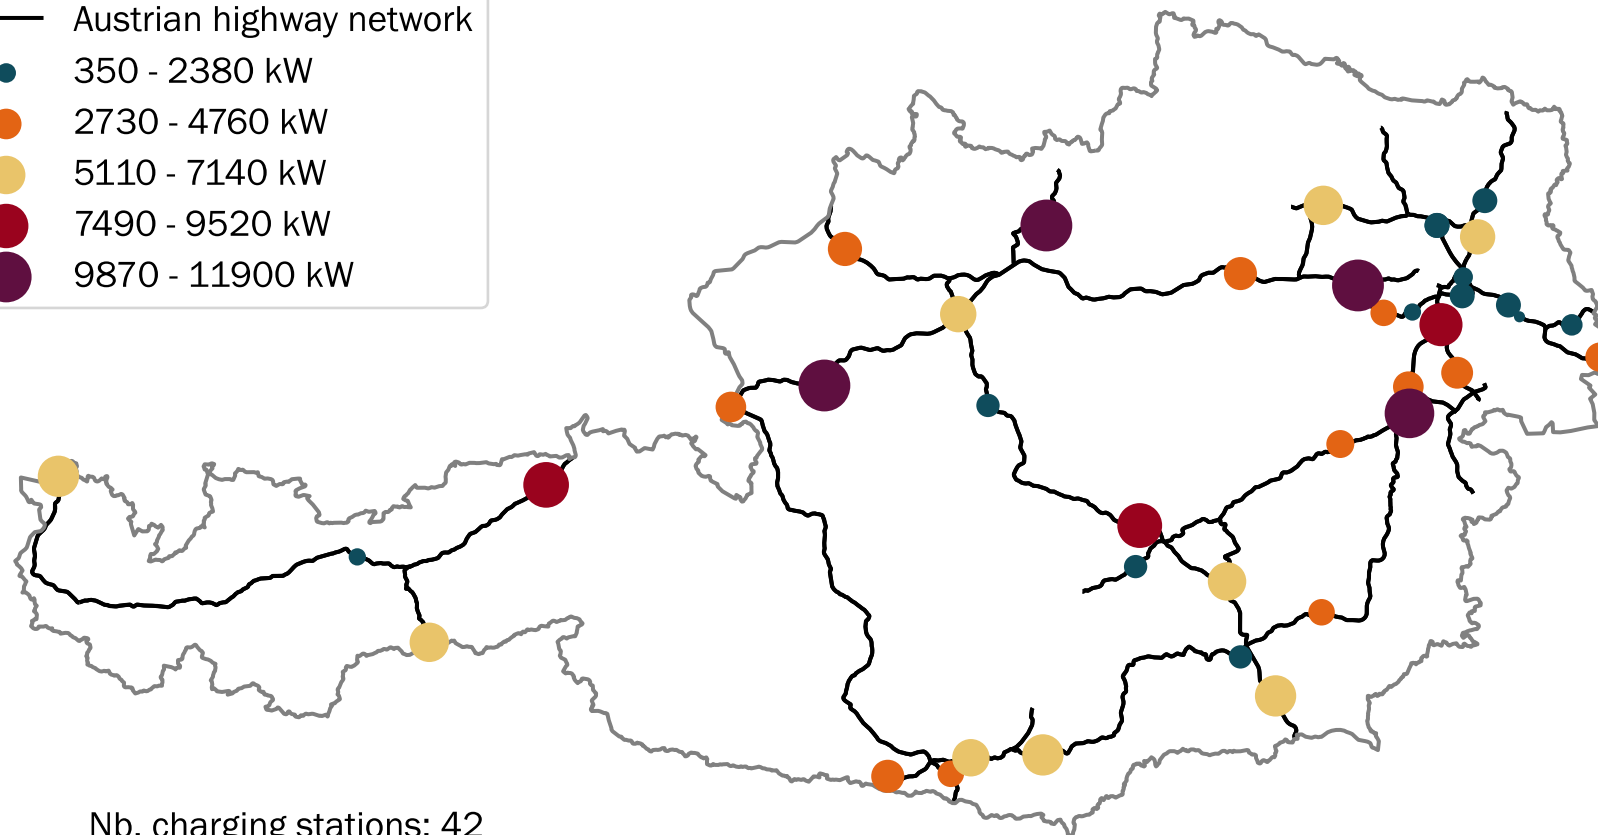 Austrian highway network
350 - 2380 kW
2730 - 4760 kW
5110 - 7140 kW
7490 - 9520 kW
9870 - 11900 kW
Nb. charging stations: 42